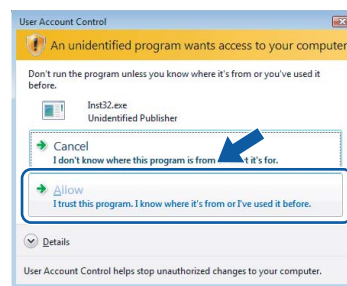 User Account Control
An unidentified program wants access to your computer
Don't run the program unless you know where it's from or you've used it
before.
Inst32.exe
Unidentified Publisher
Cancel
I don't know where this program is from it's for.
Allow
I trust this program. I know where it's from or I've used it before.
Details
User Account Control helps stop unauthorized changes to your computer.